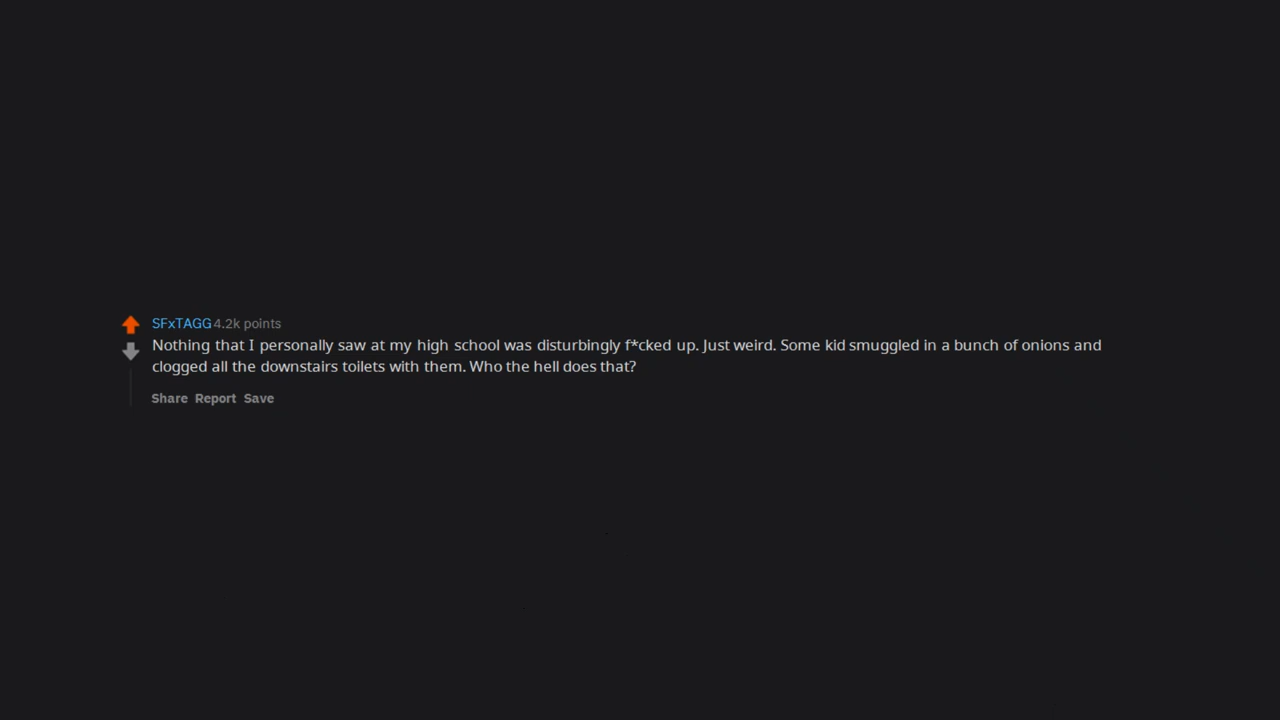 SFxTAGG 4.2k points
Nothing that I personally saw at my high school was disturbingly f*cked up. Just weird. Some kid smuggled in a bunch of onions and
clogged all the downstairs toilets with them. Who the hell does that?
Share Report Save